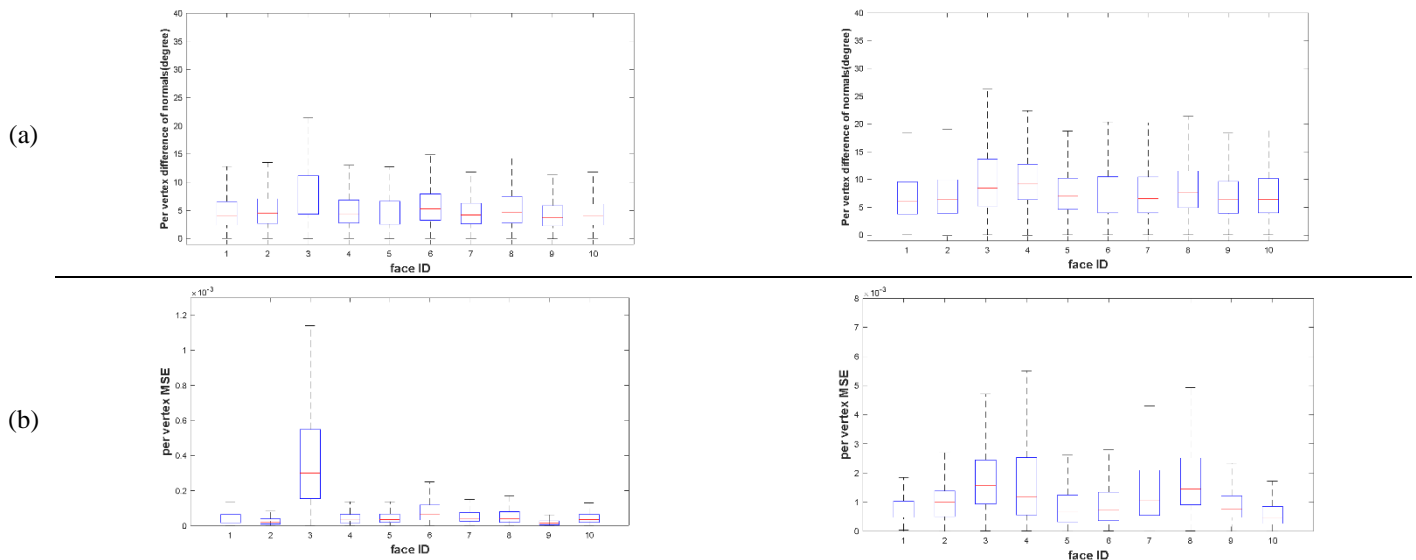 (a)
Per vertex difference of normals(degree)
40
35
30
25
20
15
10
5
0
1 2 3 4 5 6 7 8 9 10
face ID
Per vertex difference of normals(degree)
40
35
30
25
20
15
10
5
0
1 2 3 4 5 6 7 8 9 10
face ID
(b)
×10⁻³
per vertex MSE
1.2
1
0.8
0.6
0.4
0.2
0
1 2 3 4 5 6 7 8 9 10
face ID
×10⁻³
per vertex MSE
8
7
6
5
4
3
2
1
0
1 2 3 4 5 6 7 8 9 10
face ID